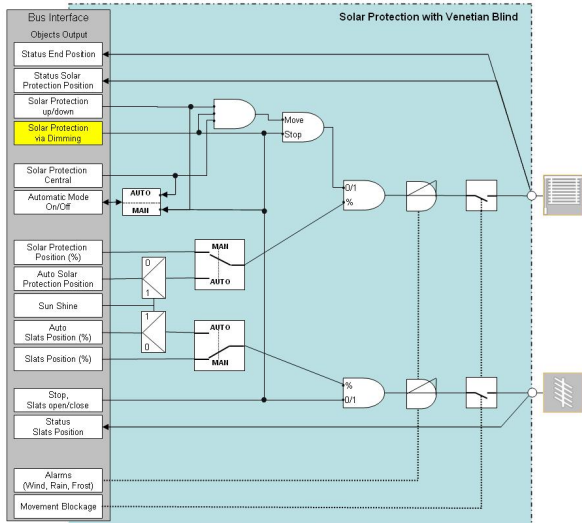 Bus Interface
Solar Protection with Venetian Blind
Objects Output
Status End Position
Status Solar
Protection Position
Solar Protection
up/down
Solar Protection
via Dimming
Move
Stop
Solar Protection
Central
Automatic Mode
On/Off
AUTO
MAN
0/1
%
Solar Protection
Position (%)
MAN
AUTO
Auto Solar
Protection Position
0
1
Sun Shine
Auto
Slats Position (%)
1
0
AUTO
MAN
Slats Position (%)
Stop,
Slats open/close
%
0/1
Status
Slats Position
Alarms
(Wind, Rain, Frost)
Movement Blockage